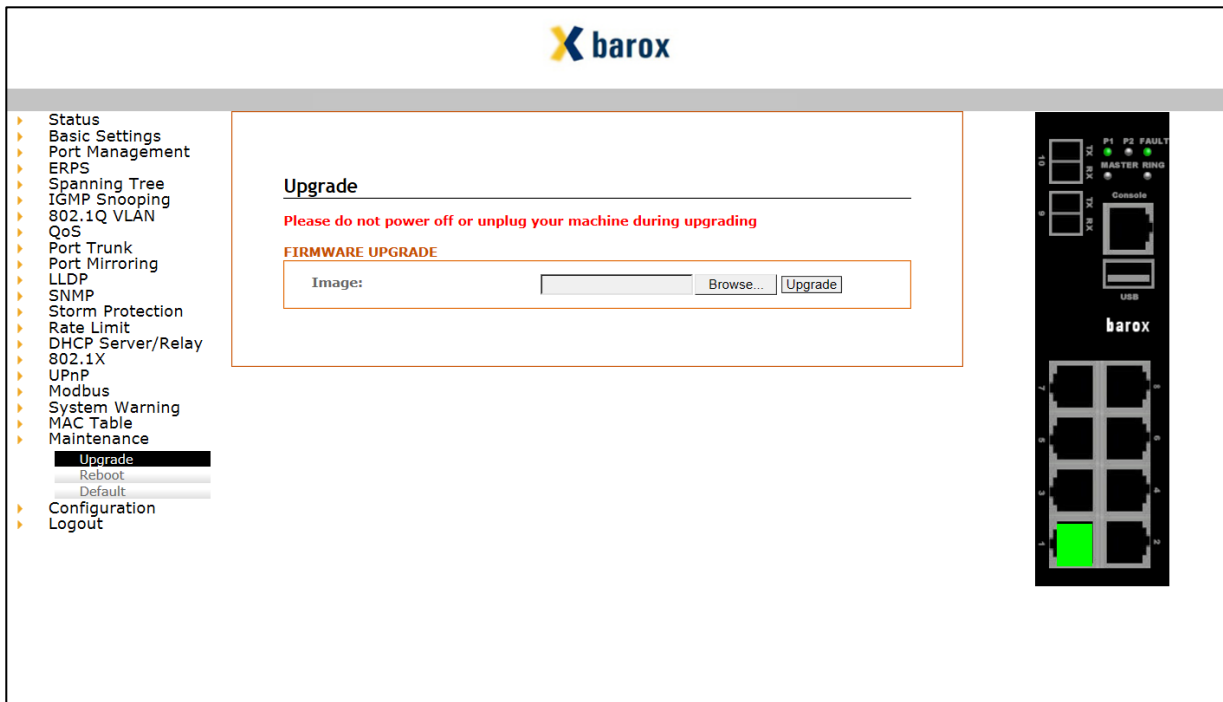 barox
Status
Basic Settings
Port Management
ERPS
Spanning Tree
IGMP Snooping
802.1Q VLAN
QoS
Port Trunk
Port Mirroring
LLDP
SNMP
Storm Protection
Rate Limit
DHCP Server/Relay
802.1X
UPnP
Modbus
System Warning
MAC Table
Maintenance
Upgrade
Reboot
Default
Configuration
Logout
Upgrade
Please do not power off or unplug your machine during upgrading
FIRMWARE UPGRADE
Image: Browse... Upgrade
P1 P2 FAULT
MASTER RING
10 TX RX
9 TX RX
Console
USB
barox
7 8
5 6
3 4
1 2